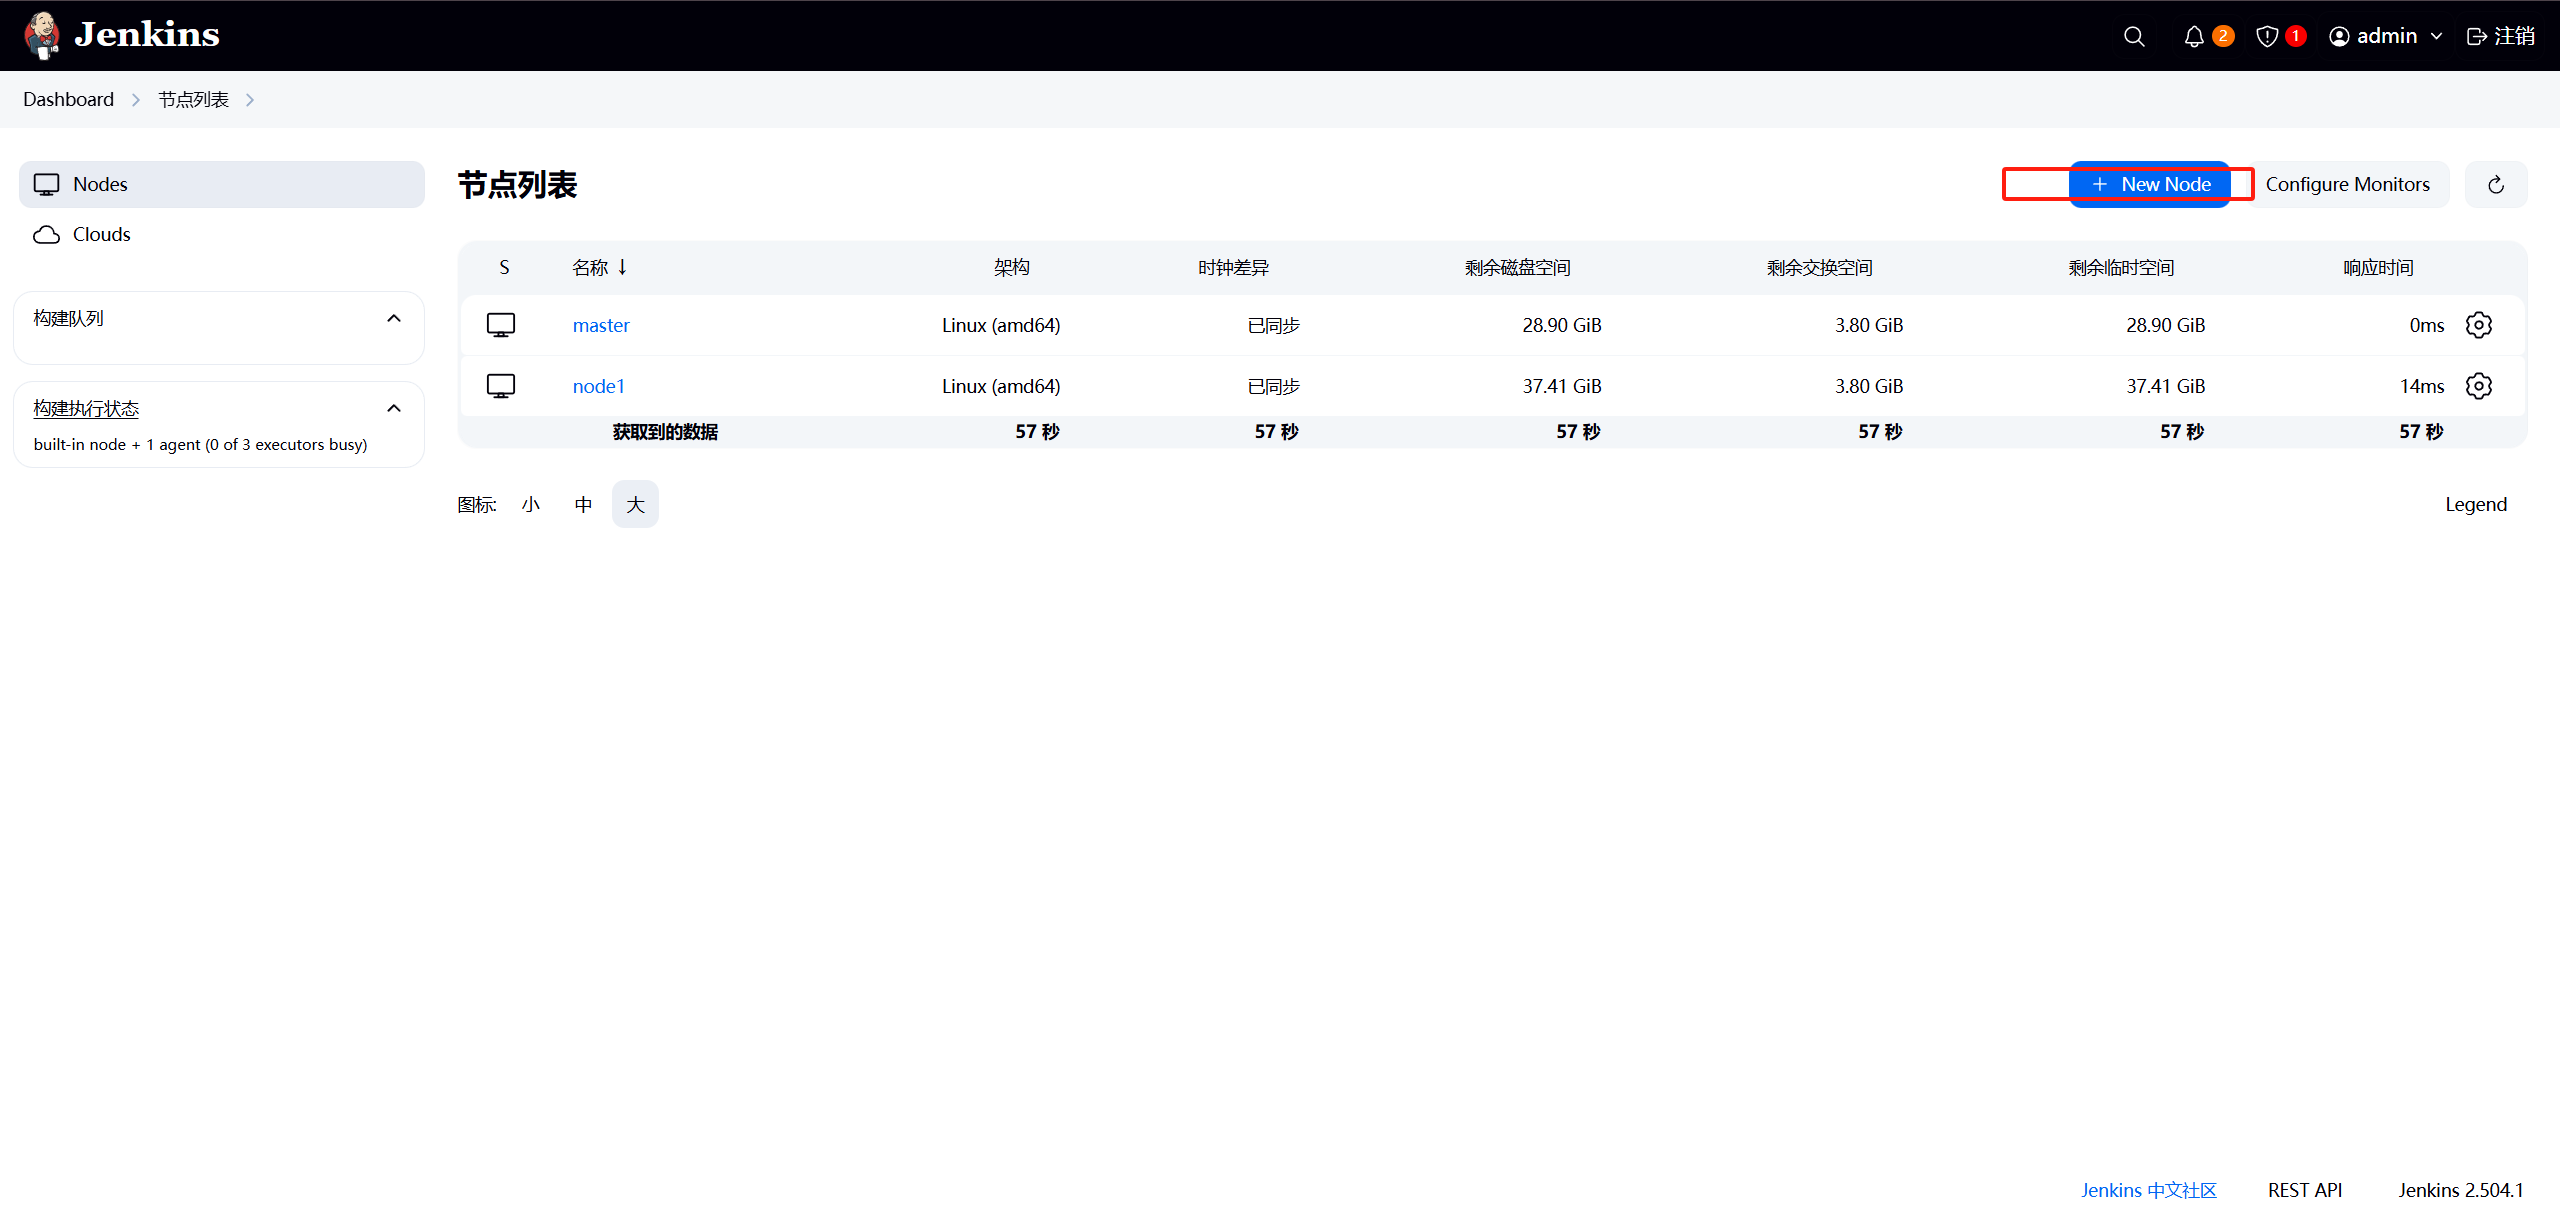 Jenkins
2
1
admin
注销
Dashboard
节点列表
Nodes
Clouds
构建队列
构建执行状态
built-in node + 1 agent (0 of 3 executors busy)
节点列表
+ New Node
Configure Monitors
S 名称 ↓ 架构 时钟差异 剩余磁盘空间 剩余交换空间 剩余临时空间 响应时间
master Linux (amd64) 已同步 28.90 GiB 3.80 GiB 28.90 GiB 0ms
node1 Linux (amd64) 已同步 37.41 GiB 3.80 GiB 37.41 GiB 14ms
获取到的数据 57 秒 57 秒 57 秒 57 秒 57 秒 57 秒
图标: 小 中 大
Legend
Jenkins 中文社区 REST API Jenkins 2.504.1